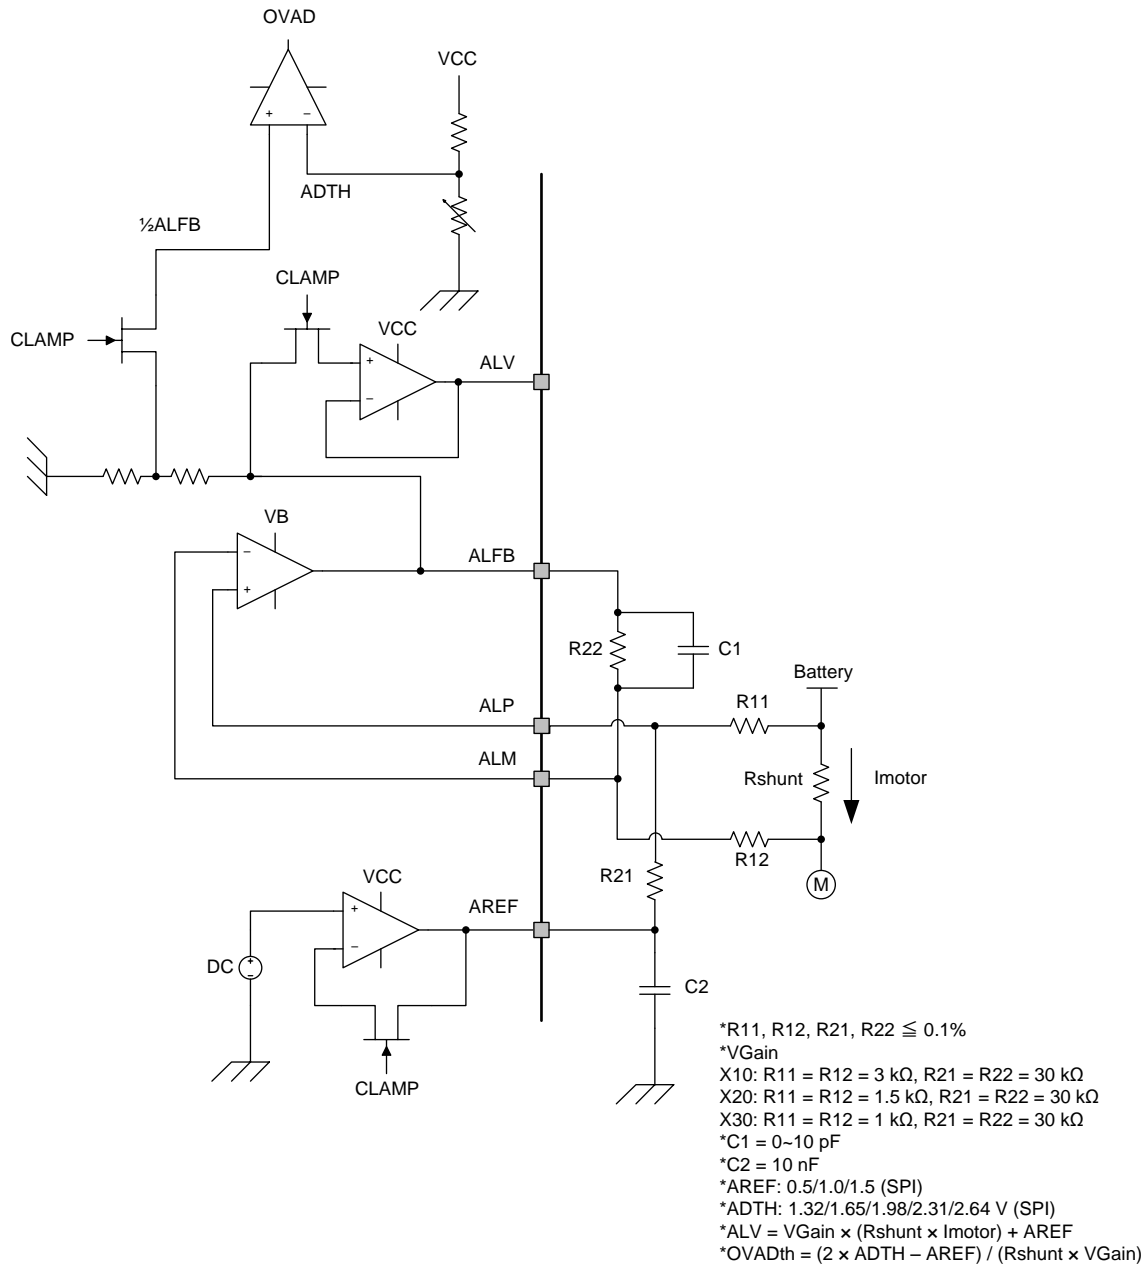 OVAD
VCC
+
−
ADTH
½ALFB
CLAMP
CLAMP
VCC
ALV
+
−
VB
ALFB
−
+
R22
C1
Battery
R11
ALP
ALM
Rshunt
Imotor
R12
R21
M
VCC
AREF
+
−
DC
+
−
C2
CLAMP
*R11, R12, R21, R22 ≦ 0.1%
*VGain
X10: R11 = R12 = 3 kΩ, R21 = R22 = 30 kΩ
X20: R11 = R12 = 1.5 kΩ, R21 = R22 = 30 kΩ
X30: R11 = R12 = 1 kΩ, R21 = R22 = 30 kΩ
*C1 = 0~10 pF
*C2 = 10 nF
*AREF: 0.5/1.0/1.5 (SPI)
*ADTH: 1.32/1.65/1.98/2.31/2.64 V (SPI)
*ALV = VGain × (Rshunt × Imotor) + AREF
*OVADth = (2 × ADTH – AREF) / (Rshunt × VGain)